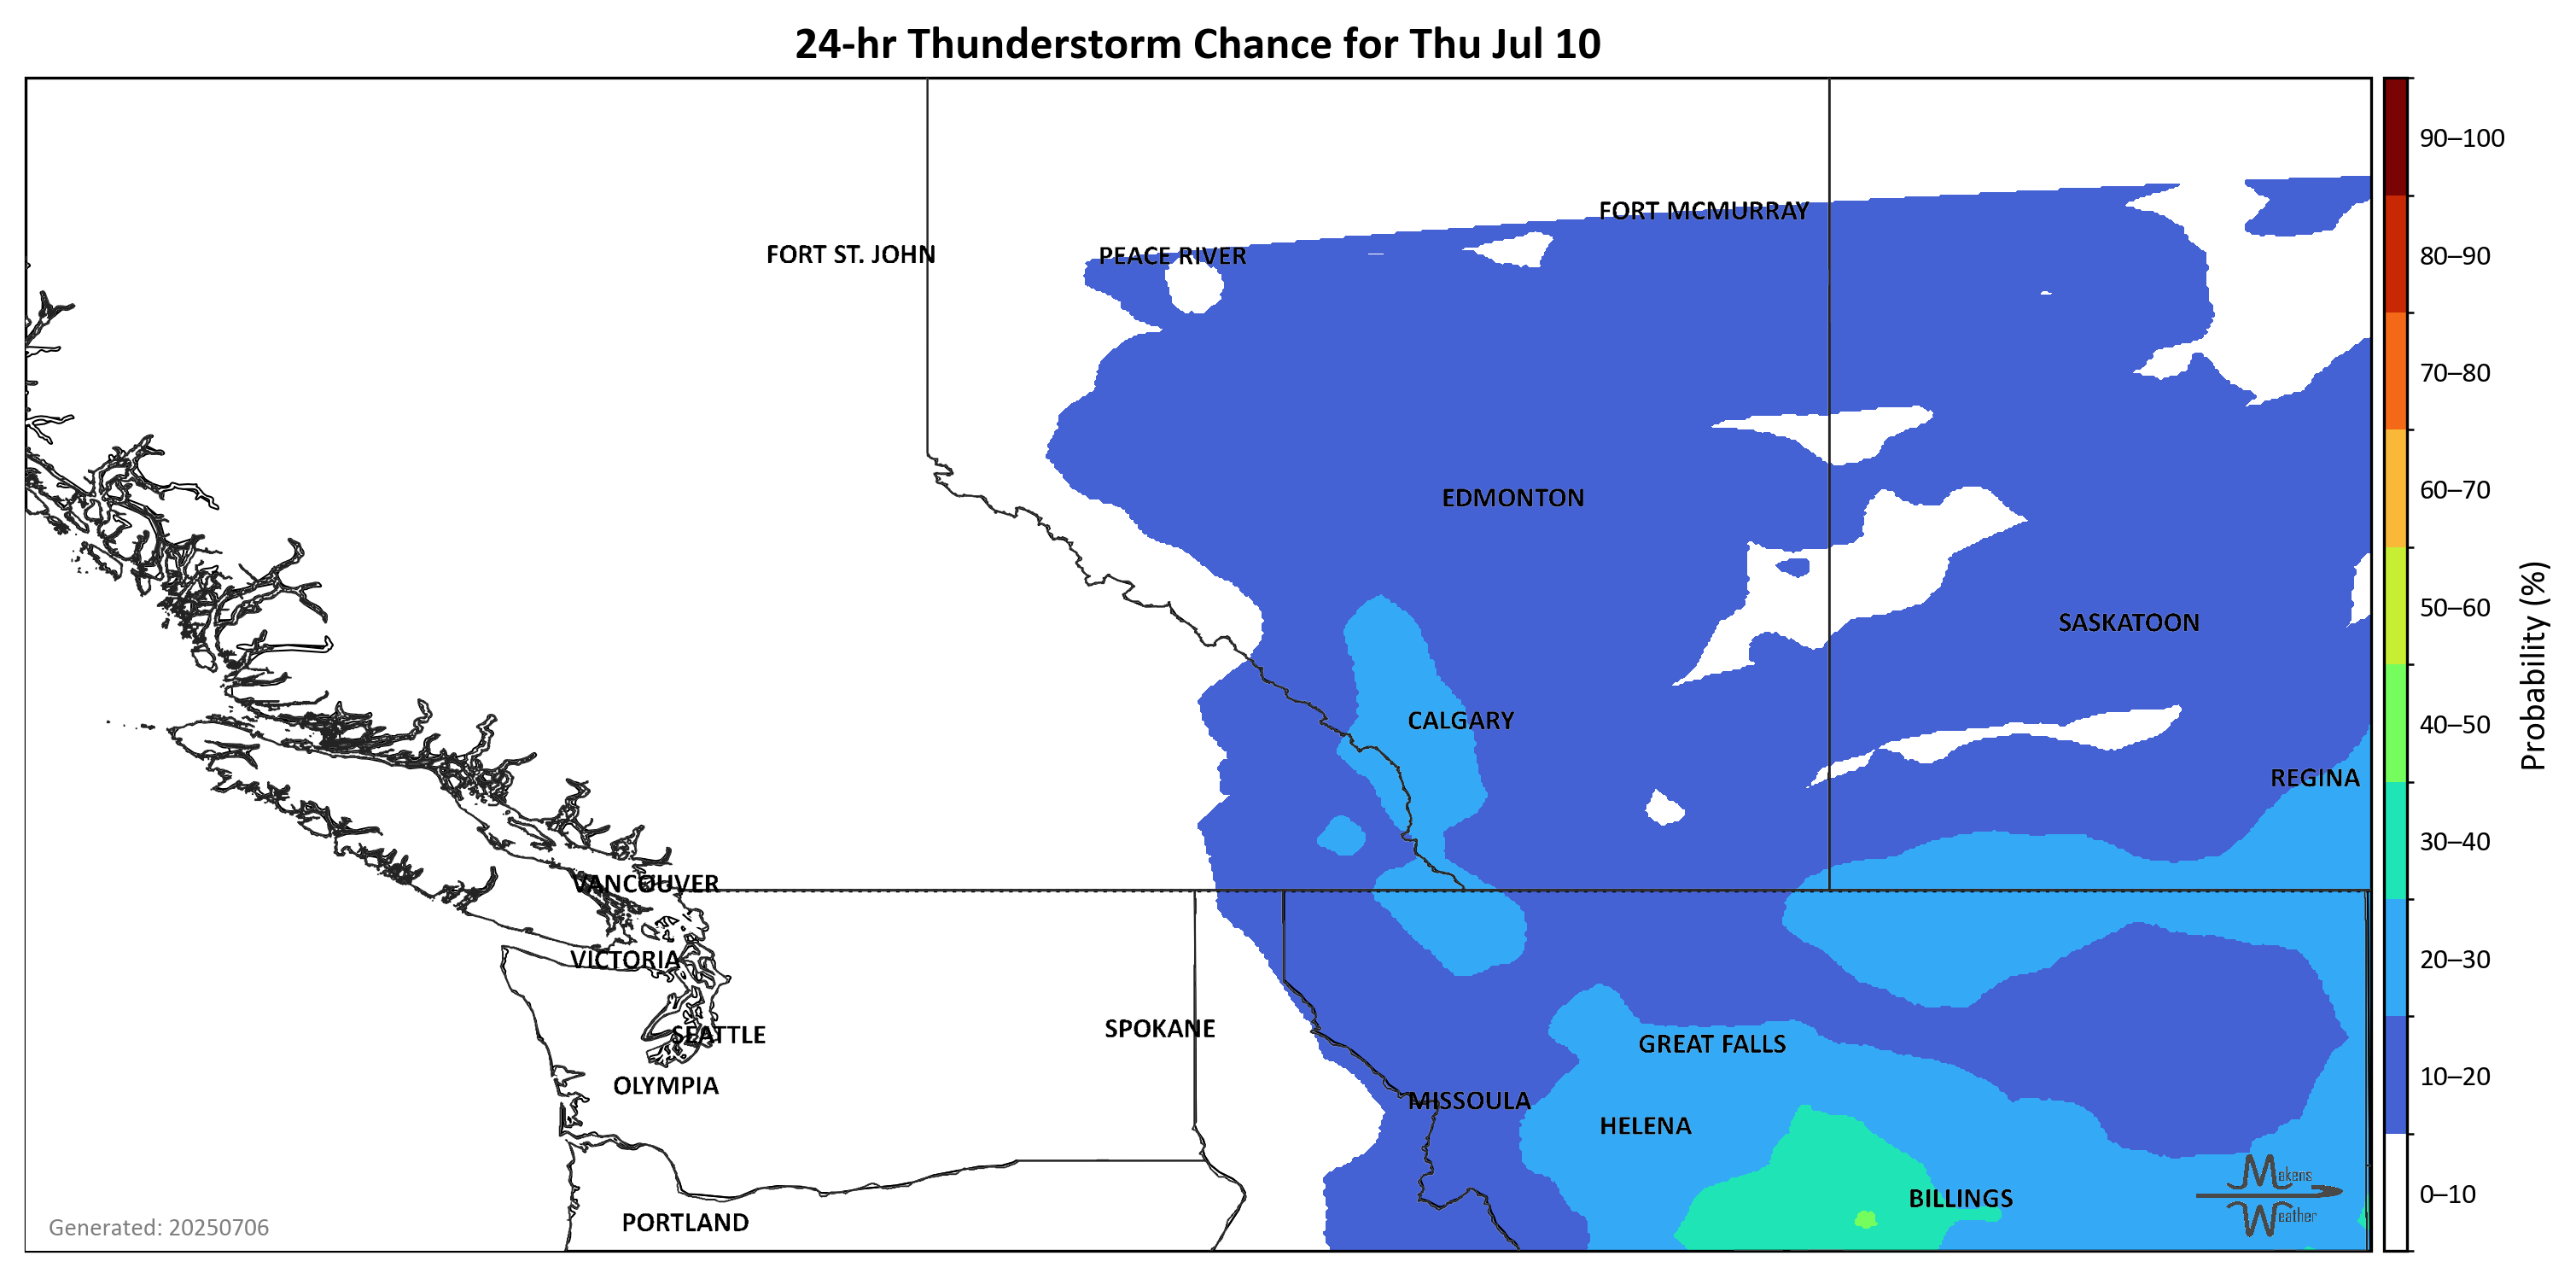 24-hr Thunderstorm Chance for Thu Jul 10
90–100
FORT MCMURRAY
FORT ST. JOHN
PEACE RIVER
80–90
70–80
EDMONTON
60–70
SASKATOON
50–60
Probability (%)
CALGARY
40–50
REGINA
30–40
VANCOUVER
VICTORIA
20–30
SPOKANE
SEATTLE
GREAT FALLS
OLYMPIA
MISSOULA
10–20
HELENA
Makens
Weather
BILLINGS
0–10
PORTLAND
Generated: 20250706